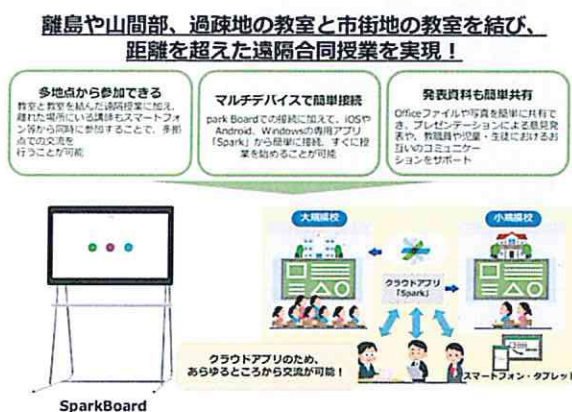 離島や山間部、過疎地の教室と市街地の教室を結び、
距離を超えた遠隔合同授業を実現！
多地点から参加できる
教室と教室を結んだ遠隔授業に加え、
離れた場所にいる講師もスマートフォ
ン等から同時に参加することで、多拠
点での交流を
行うことが可能
マルチデバイスで簡単接続
park Boardでの接続に加えて、iOSや
Android、Windowsの専用アプリ
「Spark」から簡単に接続、すぐに授
業を始めることが可能
発表資料も簡単共有
Officeファイルや写真を簡単に共有で
き、プレゼンテーションによる意見発
表や、教職員や児童・生徒におけるお
互いのコミュニケー
ションをサポート
大規模校
小規模校
クラウドアプリ
「Spark」
クラウドアプリのため、
あらゆるところから交流が可能！
スマートフォン・タブレット
SparkBoard